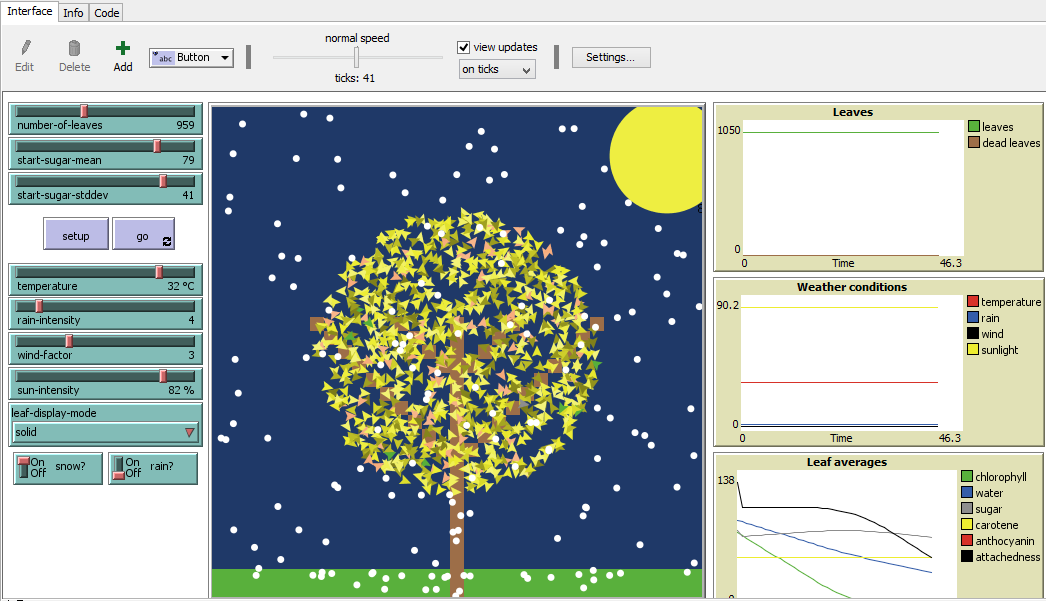 Interface Info Code
normal speed
Edit Delete Add abc Button view updates Settings...
on ticks
ticks: 41
number-of-leaves 959
start-sugar-mean 79
start-sugar-stddev 41
setup go
temperature 32 °C
rain-intensity 4
wind-factor 3
sun-intensity 82 %
leaf-display-mode
solid
On Off snow? On Off rain?
Leaves
1050
0
0 Time 46.3
leaves
dead leaves
Weather conditions
90.2
0
0 Time 46.3
temperature
rain
wind
sunlight
Leaf averages
138
0
chlorophyll
water
sugar
carotene
anthocyanin
attachedness